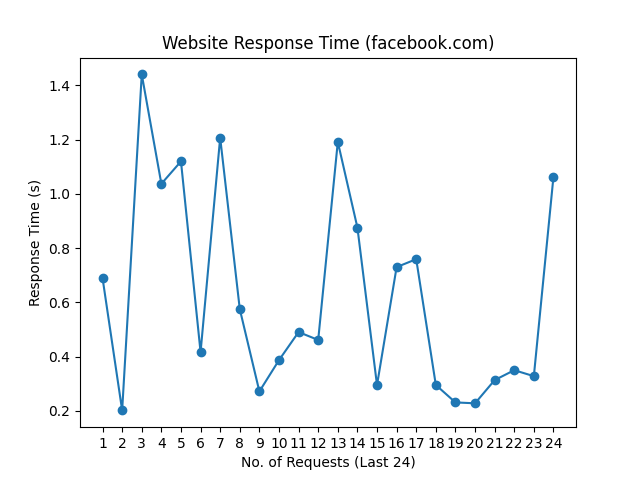 Website Response Time (facebook.com)
Response Time (s)
1.4
1.2
1.0
0.8
0.6
0.4
0.2
1 2 3 4 5 6 7 8 9 10 11 12 13 14 15 16 17 18 19 20 21 22 23 24
No. of Requests (Last 24)